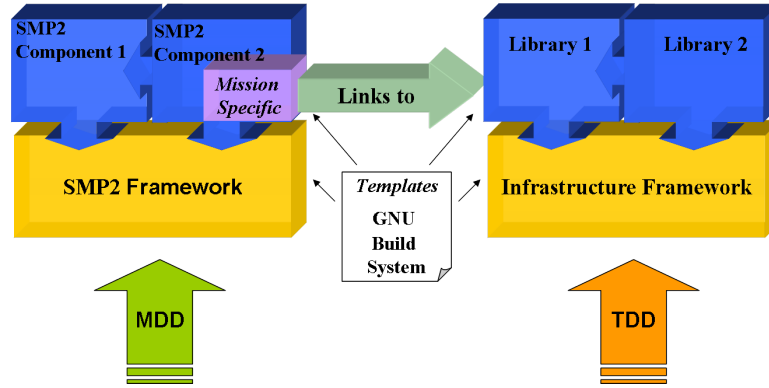 SMP2
Component 1
SMP2
Component 2
Mission
Specific
Links to
Library 1
Library 2
SMP2 Framework
Templates
GNU
Build
System
Infrastructure Framework
MDD
TDD